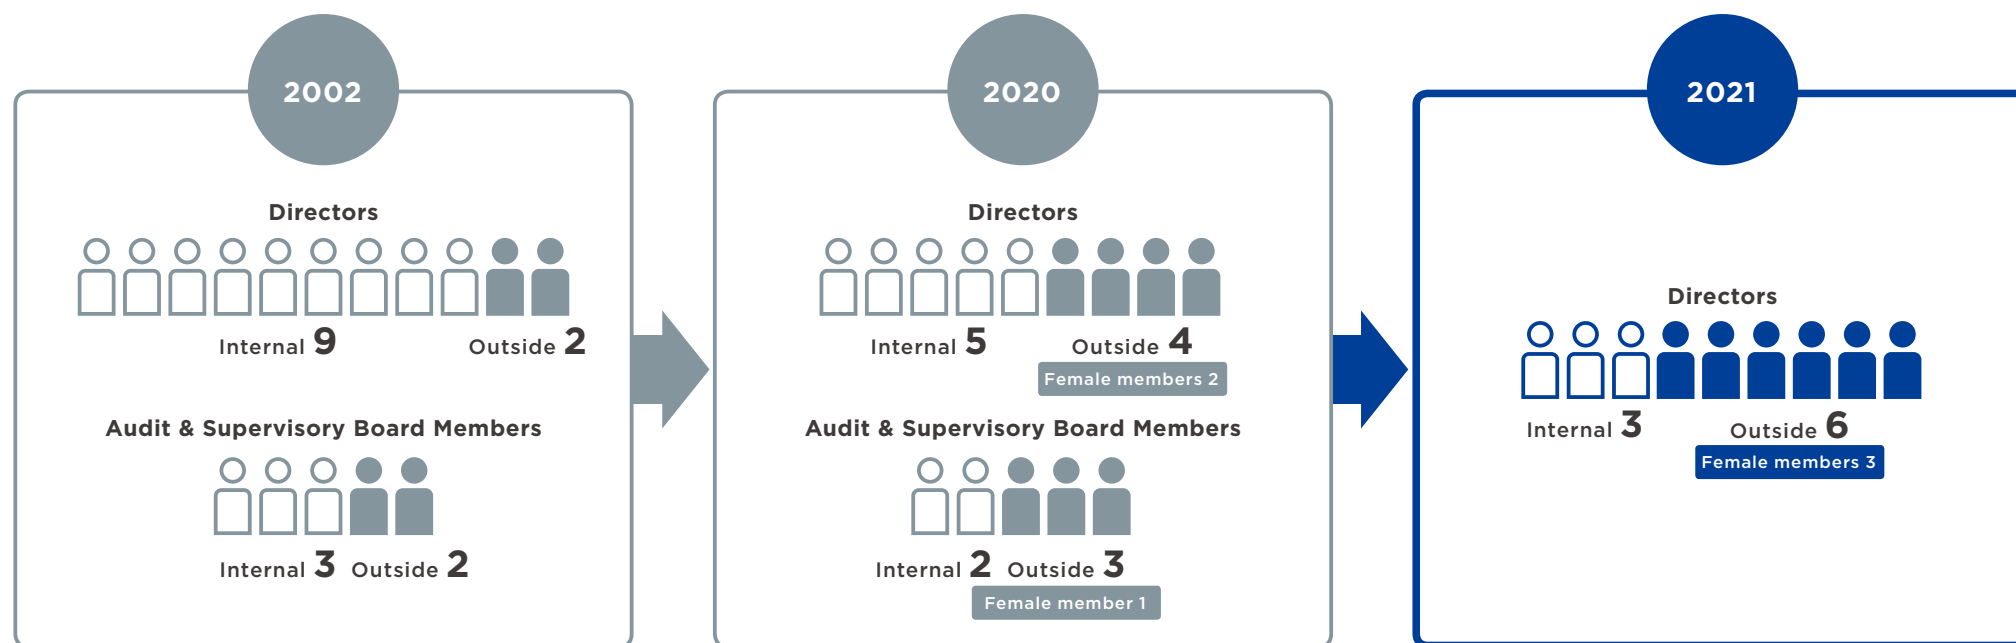 2002
Directors
Internal 9 Outside 2
Audit & Supervisory Board Members
Internal 3 Outside 2
2020
Directors
Internal 5 Outside 4
Female members 2
Audit & Supervisory Board Members
Internal 2 Outside 3
Female member 1
2021
Directors
Internal 3 Outside 6
Female members 3